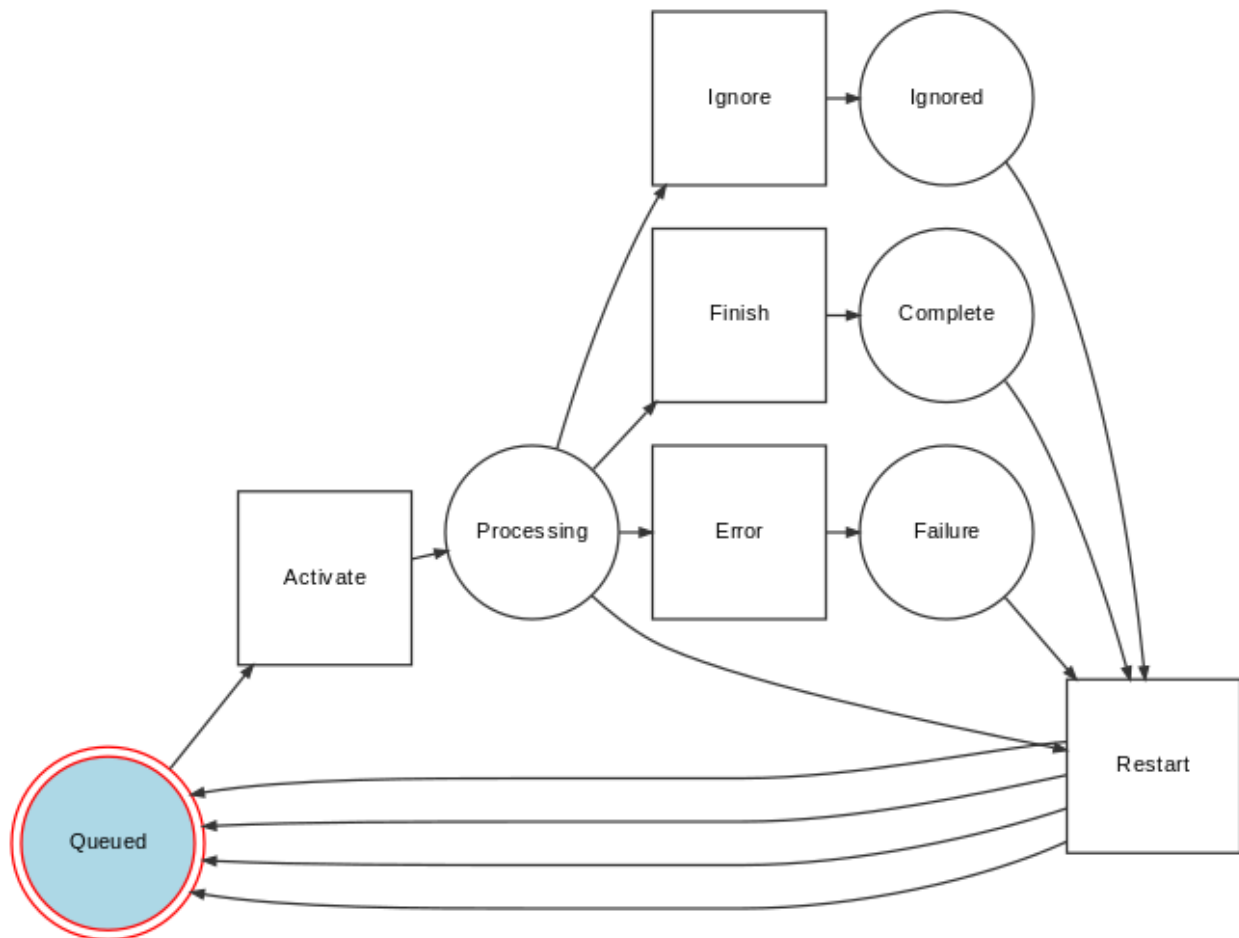 Ignore
Ignored
Finish
Complete
Processing
Error
Failure
Activate
Restart
Queued